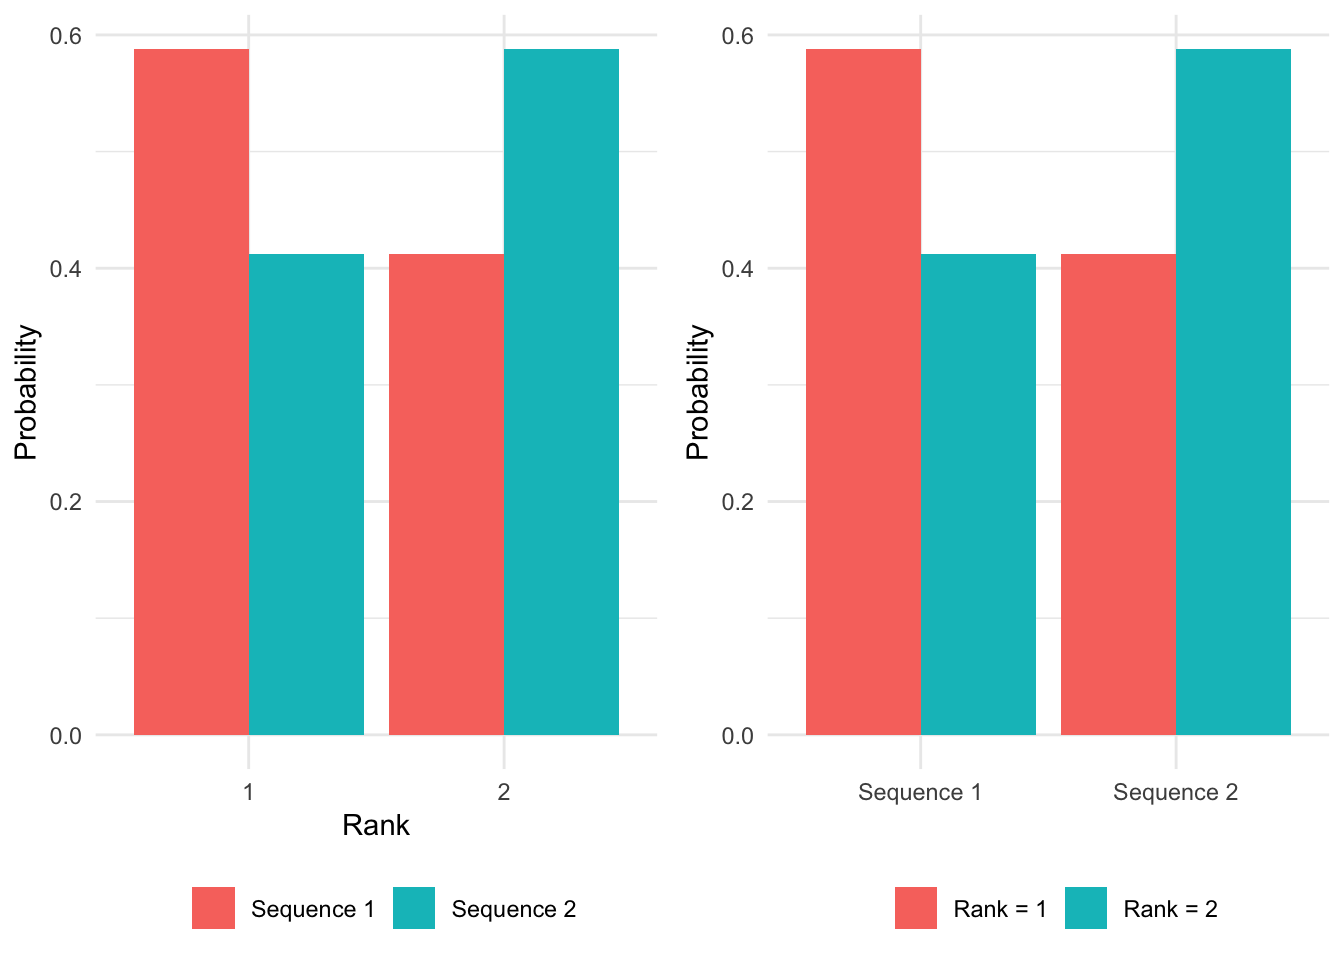 Probability
0.6
0.4
0.2
0.0
1 2
Rank
Sequence 1 Sequence 2
Probability
0.6
0.4
0.2
0.0
Sequence 1 Sequence 2
Rank = 1 Rank = 2